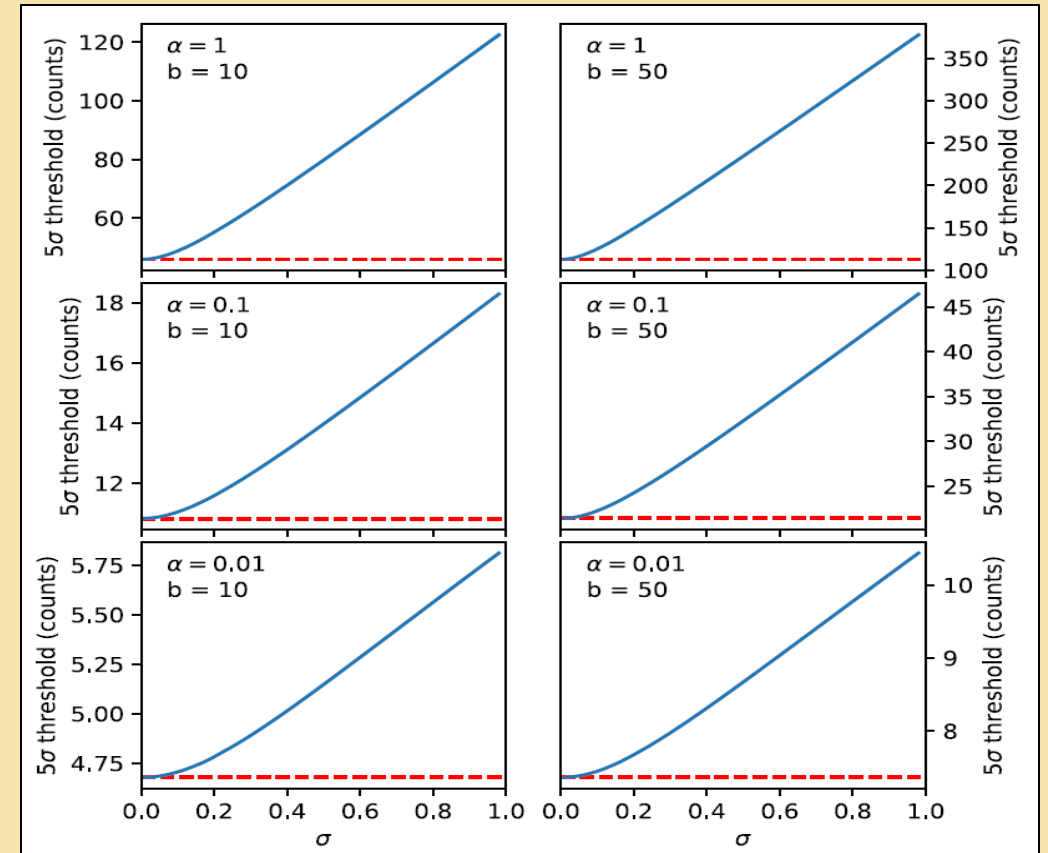 5σ threshold (counts)
120
100
80
60
α = 1
b = 10
α = 1
b = 50
350
300
250
200
150
100
5σ threshold (counts)
5σ threshold (counts)
18
16
14
12
α = 0.1
b = 10
α = 0.1
b = 50
45
40
35
30
25
5σ threshold (counts)
5σ threshold (counts)
5.75
5.50
5.25
5.00
4.75
α = 0.01
b = 10
α = 0.01
b = 50
10
9
8
5σ threshold (counts)
0.0 0.2 0.4 0.6 0.8 1.0
0.0 0.2 0.4 0.6 0.8 1.0
σ
σ